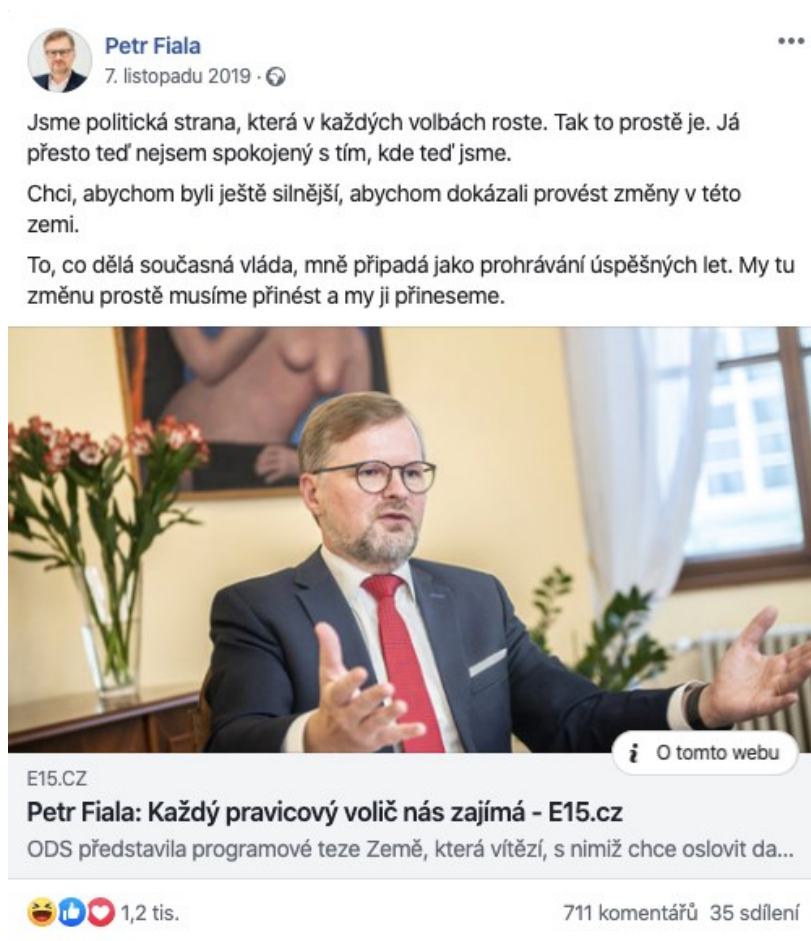 Petr Fiala
7. listopadu 2019 ·
Jsme politická strana, která v každých volbách roste. Tak to prostě je. Já
přesto teď nejsem spokojený s tím, kde teď jsme.
Chci, abychom byli ještě silnější, abychom dokázali provést změny v této
zemi.
To, co dělá současná vláda, mně připadá jako prohrávání úspěšných let. My tu
změnu prostě musíme přinést a my ji přineseme.
O tomto webu
E15.CZ
Petr Fiala: Každý pravicový volič nás zajímá - E15.cz
ODS představila programové teze Země, která vítězí, s nimiž chce oslovit da...
1,2 tis.
711 komentářů 35 sdílení